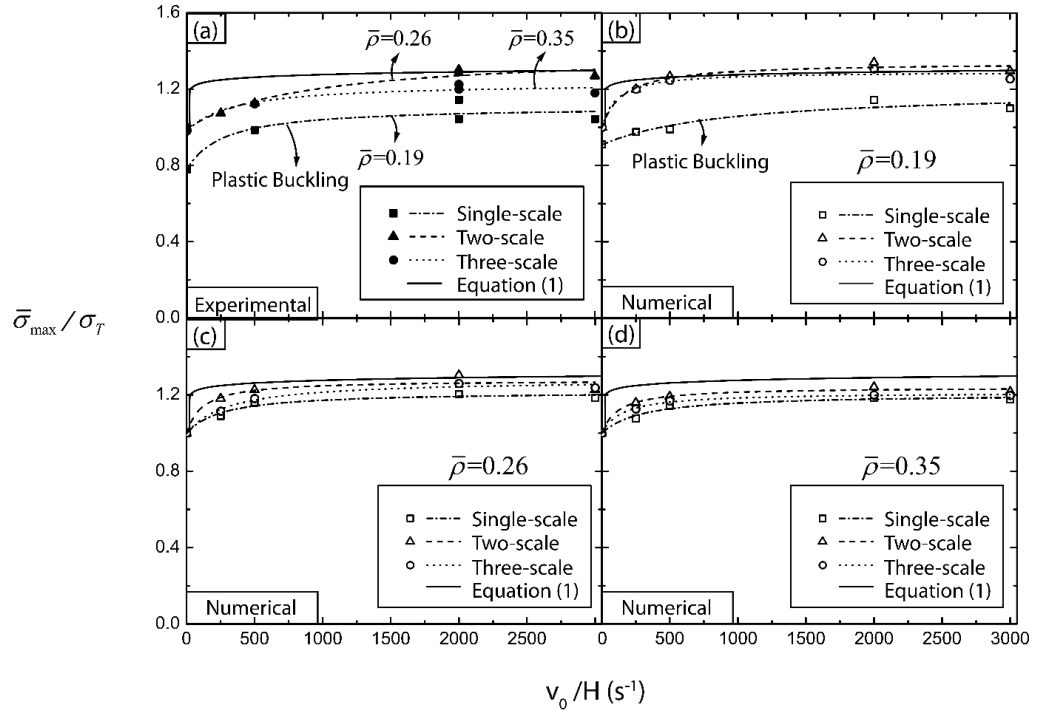 (a)
ρ̄=0.26
ρ̄=0.35
(b)
1.6
1.2
0.8
0.4
0.0
ρ̄=0.19
Plastic Buckling
Single-scale
Two-scale
Three-scale
Equation (1)
Experimental
Plastic Buckling
ρ̄=0.19
Single-scale
Two-scale
Three-scale
Equation (1)
Numerical
σ̄max / σT
(c)
1.2
0.8
0.4
0.0
ρ̄=0.26
Single-scale
Two-scale
Three-scale
Equation (1)
Numerical
(d)
ρ̄=0.35
Single-scale
Two-scale
Three-scale
Equation (1)
Numerical
0 500 1000 1500 2000 2500 0 500 1000 1500 2000 2500 3000
v0 /H (s-1)